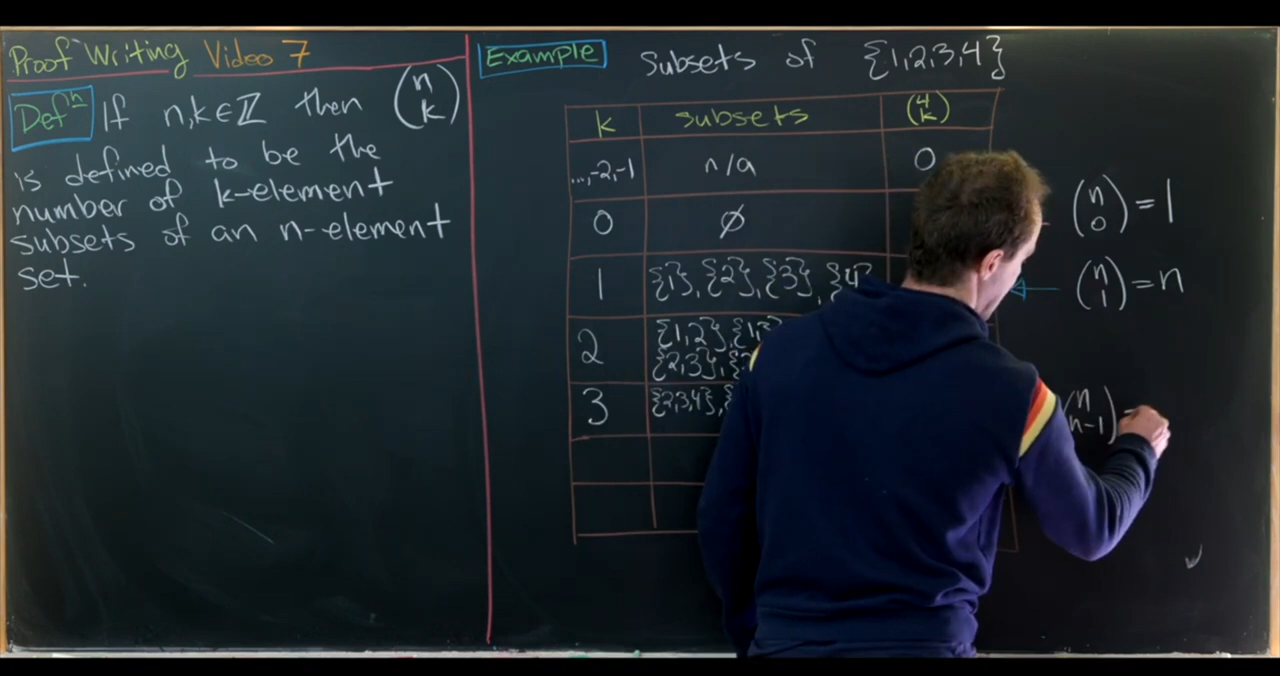 Proof Writing Video 7
Defⁿ If n,k∈ℤ then (n k)
is defined to be the
number of k-element
subsets of an n-element
set.
Example Subsets of {1,2,3,4}
k subsets (4 k)
...,-2,-1 n/a 0
0 ∅
1 {1}, {2}, {3}, {4
2 {1,2}, {1,
{2,3}, {
3 {2,3,4},
(n 0) = 1
(n 1) = n
(n n-1)